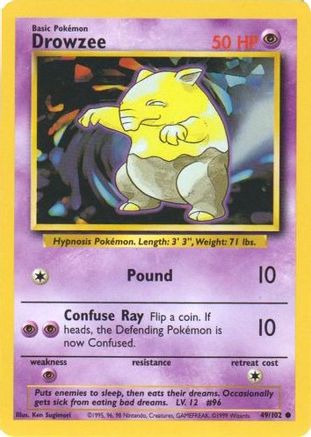 Basic Pokémon
Drowzee 50 HP
Hypnosis Pokémon. Length: 3' 3", Weight: 71 lbs.
Pound 10
Confuse Ray Flip a coin. If
heads, the Defending Pokémon is
now Confused. 10
weakness resistance retreat cost
Puts enemies to sleep, then eats their dreams. Occasionally
gets sick from eating bad dreams. LV. 12 #96
Illus. Ken Sugimori ©1995, 96, 98 Nintendo, Creatures, GAMEFREAK. ©1999 Wizards. 49/102